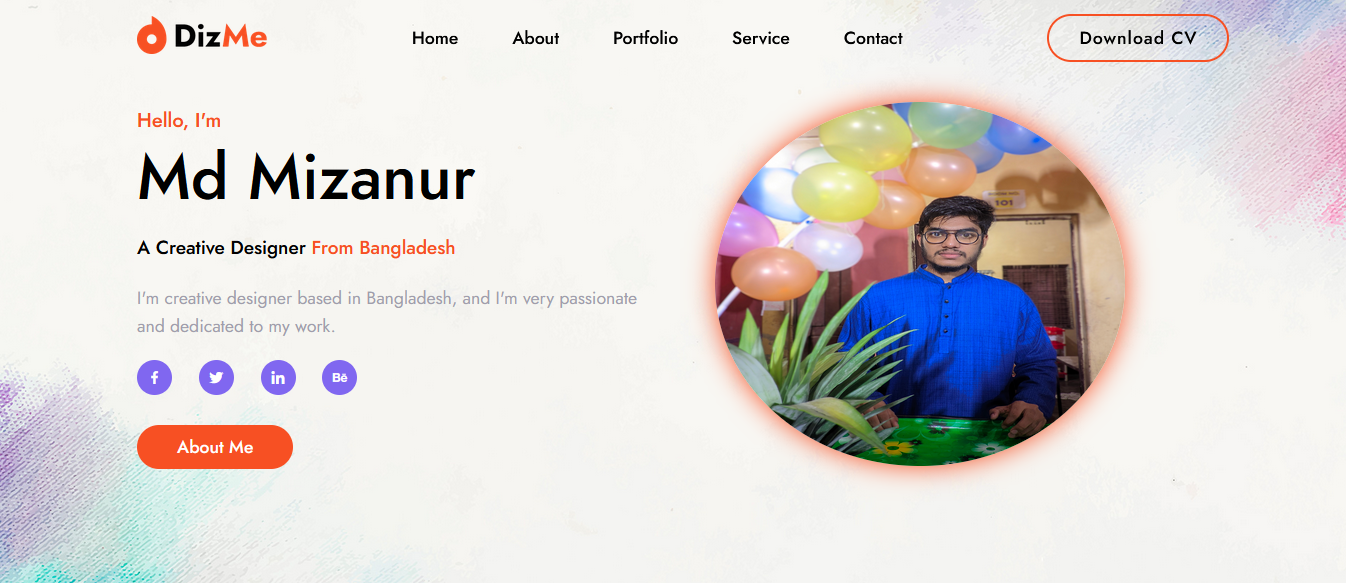 DizMe
Home
About
Portfolio
Service
Contact
Download CV
Hello, I'm
Md Mizanur
A Creative Designer From Bangladesh
I'm creative designer based in Bangladesh, and I'm very passionate
and dedicated to my work.
Bē
About Me
101